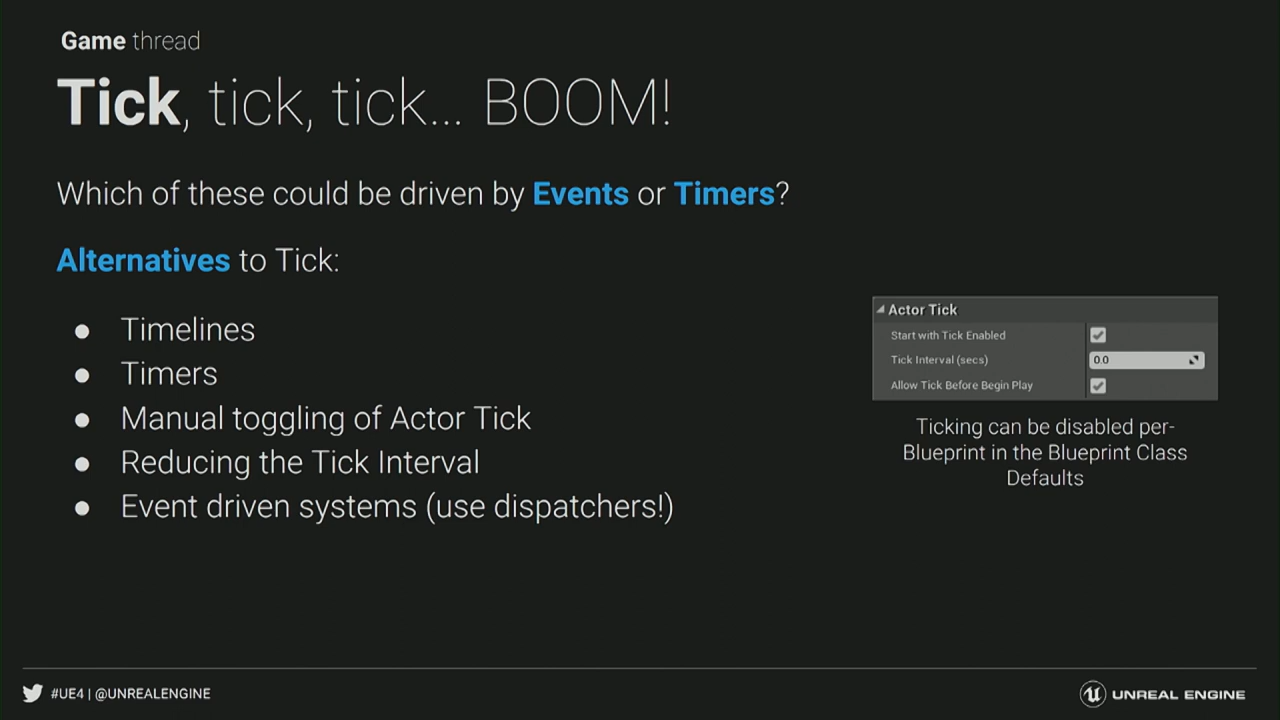 Game thread
Tick, tick, tick... BOOM!
Which of these could be driven by Events or Timers?
Alternatives to Tick:
● Timelines
● Timers
● Manual toggling of Actor Tick
● Reducing the Tick Interval
● Event driven systems (use dispatchers!)
Actor Tick
Start with Tick Enabled
Tick Interval (secs) 0.0
Allow Tick Before Begin Play
Ticking can be disabled per-
Blueprint in the Blueprint Class
Defaults
#UE4 | @UNREALENGINE
UNREAL ENGINE